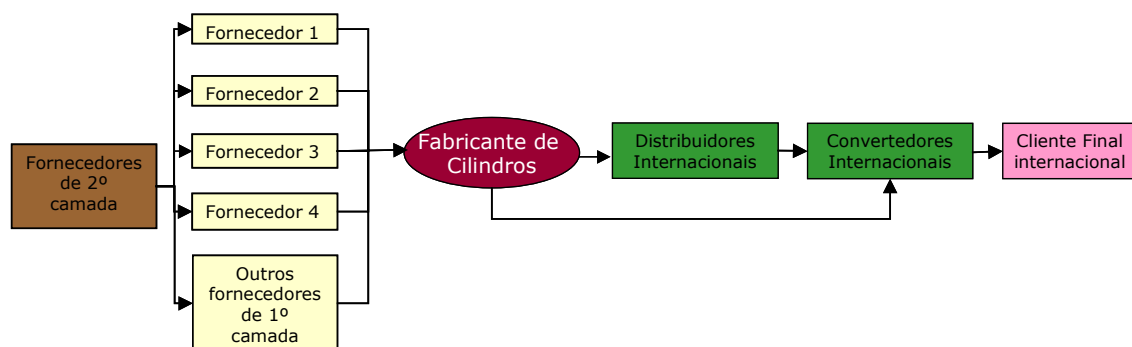 Fornecedores
de 2º
camada
Fornecedor 1
Fornecedor 2
Fornecedor 3
Fornecedor 4
Outros
fornecedores
de 1º
camada
Fabricante de
Cilindros
Distribuidores
Internacionais
Convertedores
Internacionais
Cliente Final
internacional